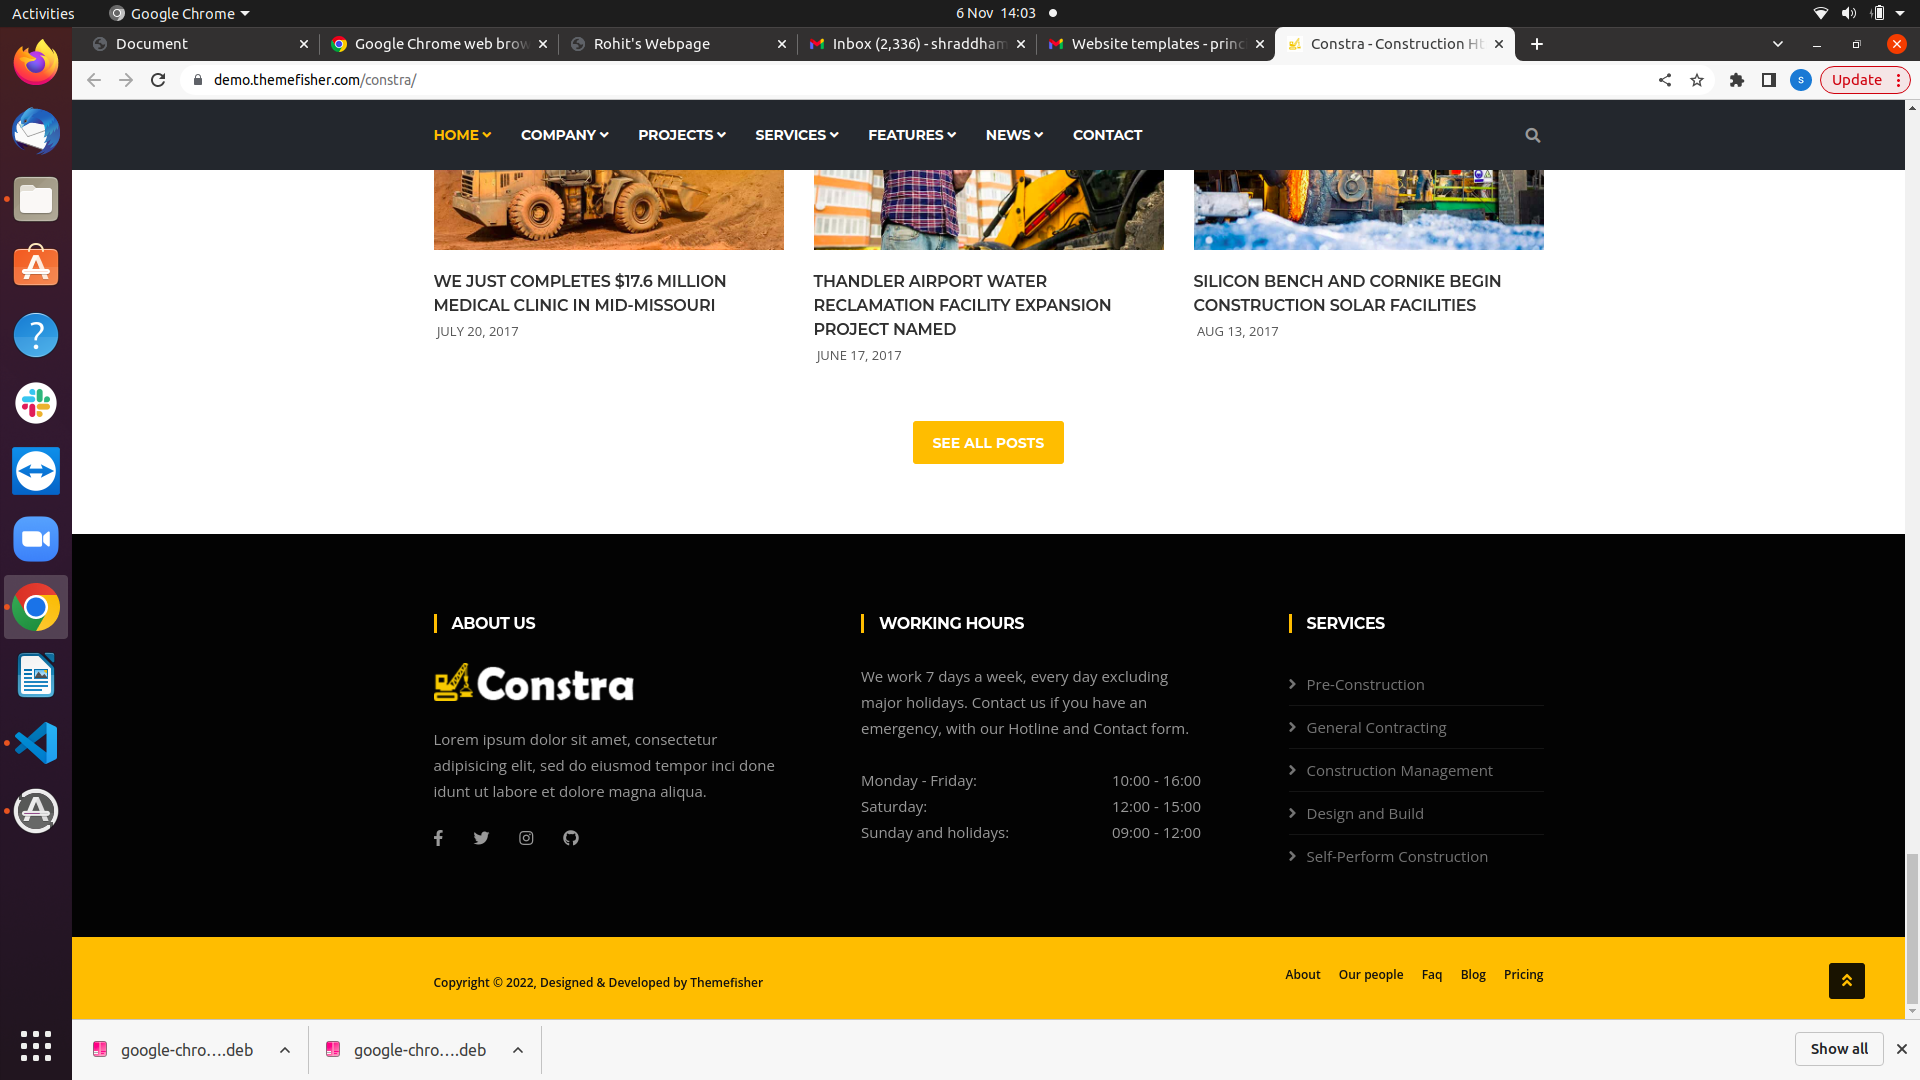 Activities
Google Chrome
6 Nov 14:03
Document
Google Chrome web brow
Rohit's Webpage
Inbox (2,336) - shraddham
Website templates - princ
Constra - Construction Ht
demo.themefisher.com/constra/
S
Update
HOME
COMPANY
PROJECTS
SERVICES
FEATURES
NEWS
CONTACT
WE JUST COMPLETES $17.6 MILLION
MEDICAL CLINIC IN MID-MISSOURI
JULY 20, 2017
THANDLER AIRPORT WATER
RECLAMATION FACILITY EXPANSION
PROJECT NAMED
JUNE 17, 2017
SILICON BENCH AND CORNIKE BEGIN
CONSTRUCTION SOLAR FACILITIES
AUG 13, 2017
SEE ALL POSTS
ABOUT US
Constra
Lorem ipsum dolor sit amet, consectetur
adipisicing elit, sed do eiusmod tempor inci done
idunt ut labore et dolore magna aliqua.
WORKING HOURS
We work 7 days a week, every day excluding
major holidays. Contact us if you have an
emergency, with our Hotline and Contact form.
Monday - Friday: 10:00 - 16:00
Saturday: 12:00 - 15:00
Sunday and holidays: 09:00 - 12:00
SERVICES
Pre-Construction
General Contracting
Construction Management
Design and Build
Self-Perform Construction
Copyright © 2022, Designed & Developed by Themefisher
About
Our people
Faq
Blog
Pricing
google-chro....deb
google-chro....deb
Show all